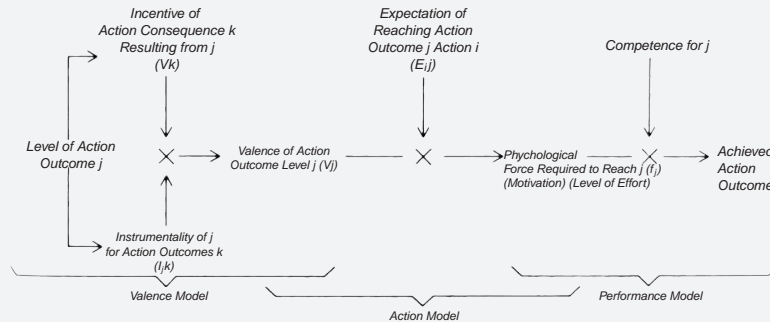 Incentive of
Action Consequence k
Resulting from j
(Vk)
Expectation of
Reaching Action
Outcome j Action i
(Eij)
Competence for j
Level of Action
Outcome j
Valence of Action
Outcome Level j (Vj)
Phychological
Force Required to Reach j (fj)
(Motivation) (Level of Effort)
Achieved
Action
Outcome
Instrumentality of j
for Action Outcomes k
(Ijk)
Valence Model
Action Model
Performance Model